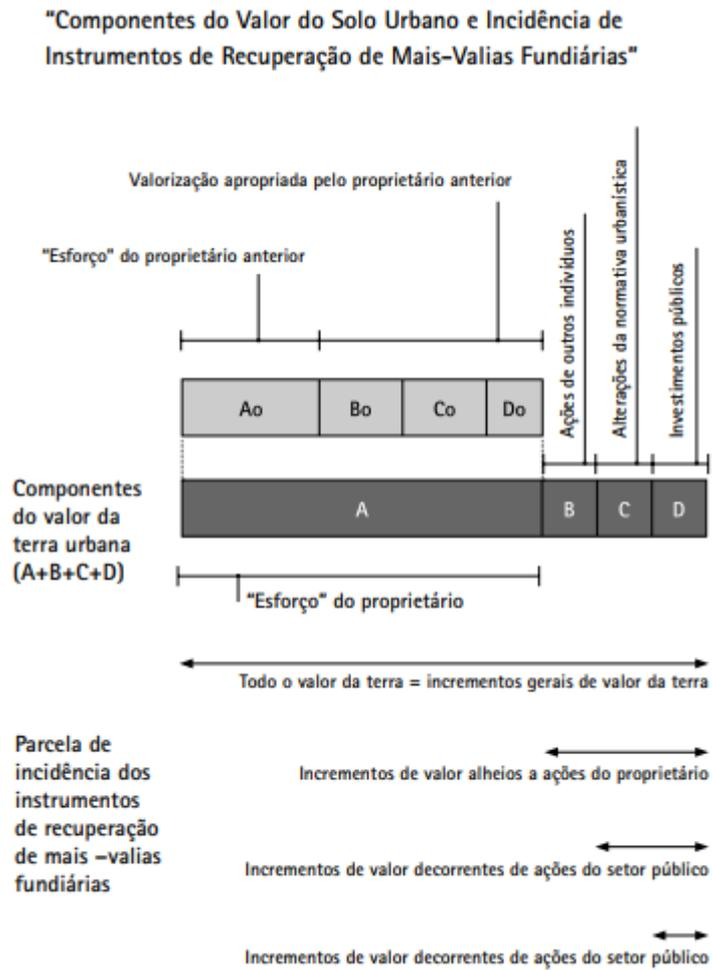 “Componentes do Valor do Solo Urbano e Incidência de
Instrumentos de Recuperação de Mais-Valias Fundiárias”
Valorização apropriada pelo proprietário anterior
“Esforço” do proprietário anterior
Ações de outros indivíduos
Alterações da normativa urbanística
Investimentos públicos
Ao
Bo
Co
Do
Componentes
do valor da
terra urbana
(A+B+C+D)
A
B
C
D
“Esforço” do proprietário
Todo o valor da terra = incrementos gerais de valor da terra
Parcela de
incidência dos
instrumentos
de recuperação
de mais –valias
fundiárias
Incrementos de valor alheios a ações do proprietário
Incrementos de valor decorrentes de ações do setor público
Incrementos de valor decorrentes de ações do setor público